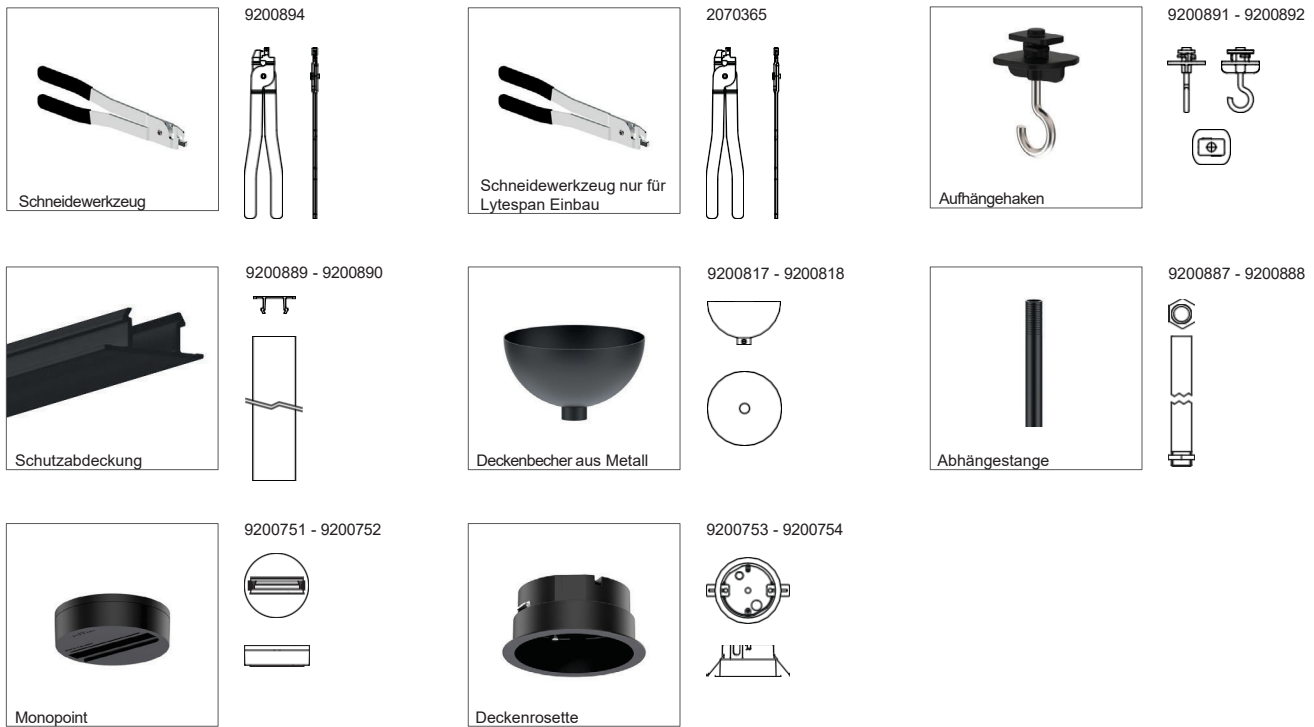 9200894
Schneidewerkzeug
2070365
Schneidewerkzeug nur für
Lytespan Einbau
9200891 - 9200892
Aufhängehaken
9200889 - 9200890
Schutzabdeckung
9200817 - 9200818
Deckenbecher aus Metall
9200887 - 9200888
Abhängestange
9200751 - 9200752
Monopoint
9200753 - 9200754
Deckenrosette